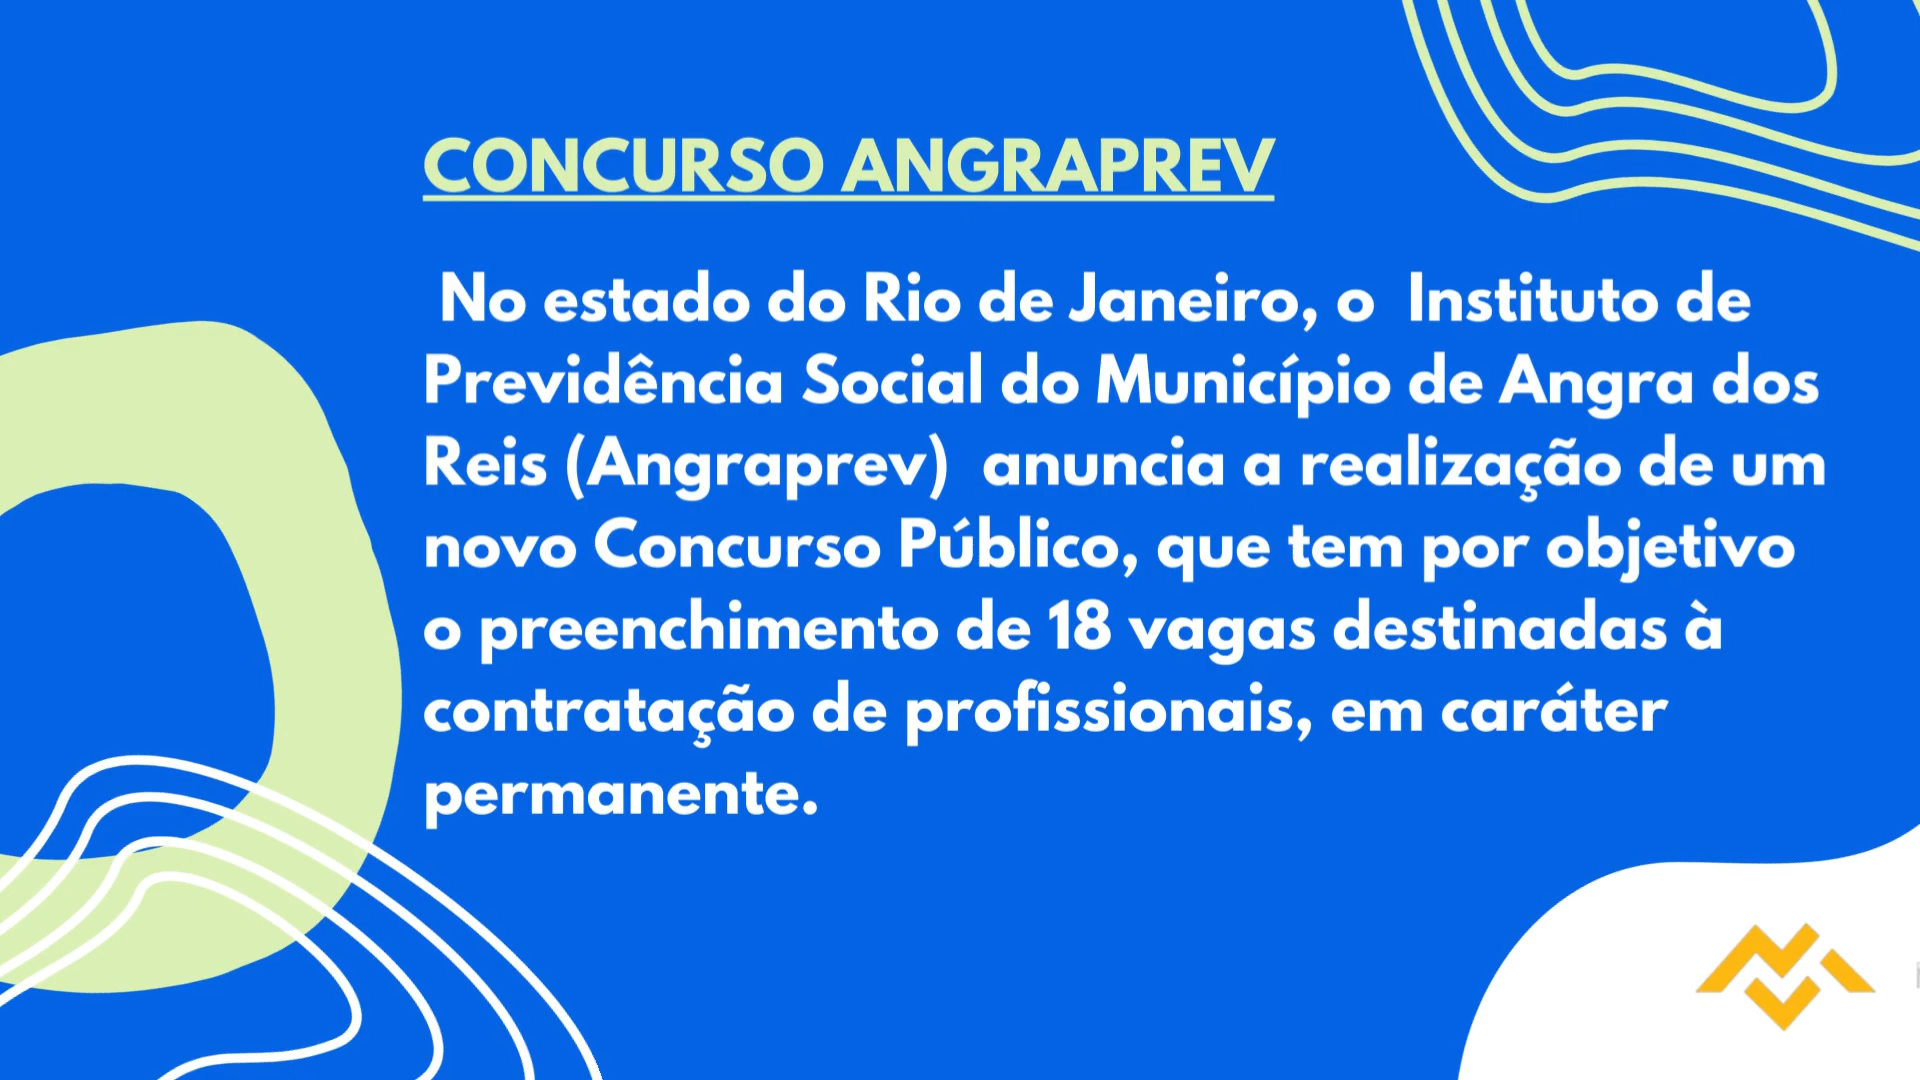 CONCURSO ANGRAPREV
No estado do Rio de Janeiro, o Instituto de
Previdência Social do Município de Angra dos
Reis (Angraprev) anuncia a realização de um
novo Concurso Público, que tem por objetivo
o preenchimento de 18 vagas destinadas à
contratação de profissionais, em caráter
permanente.